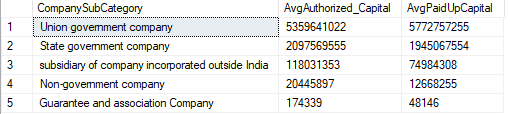 CompanySubCategory AvgAuthorized_Capital AvgPaidUpCapital
1 Union government company 5359641022 5772757255
2 State government company 2097569555 1945067554
3 subsidiary of company incorporated outside India 118031353 74984308
4 Non-government company 20445897 12668255
5 Guarantee and association Company 174339 48146